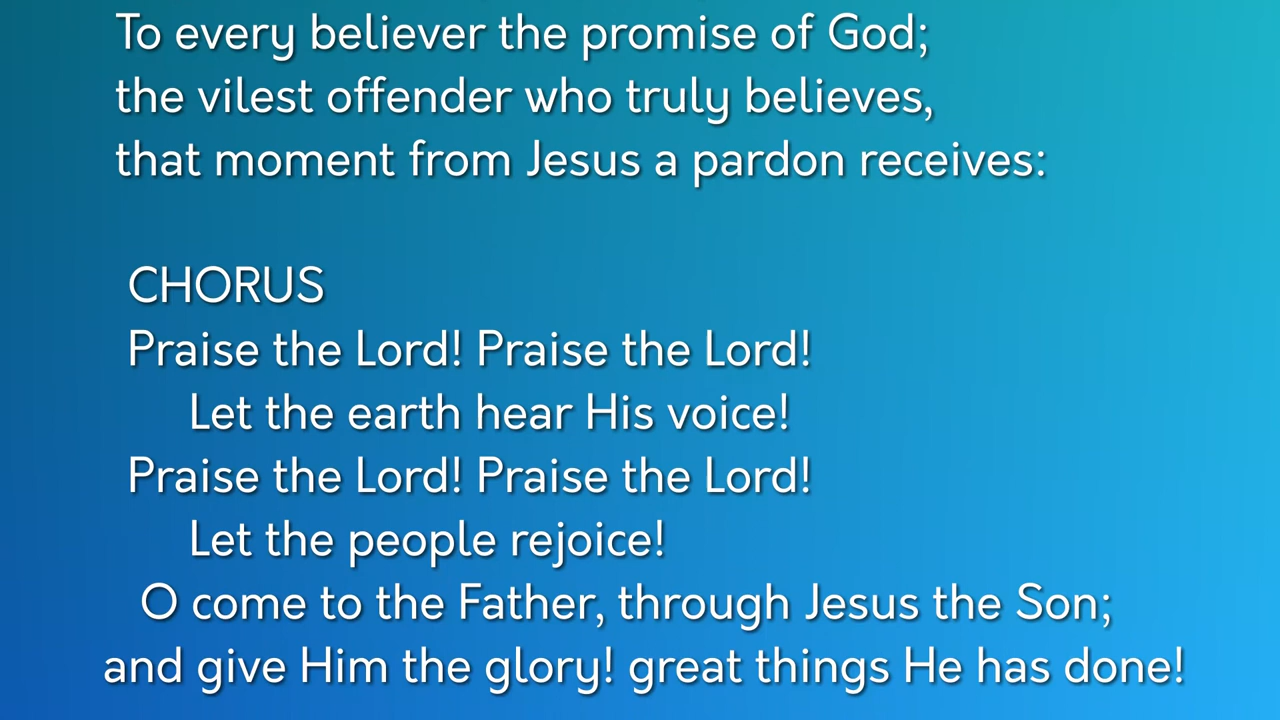 To every believer the promise of God;
the vilest offender who truly believes,
that moment from Jesus a pardon receives:
CHORUS
Praise the Lord! Praise the Lord!
Let the earth hear His voice!
Praise the Lord! Praise the Lord!
Let the people rejoice!
O come to the Father, through Jesus the Son;
and give Him the glory! great things He has done!